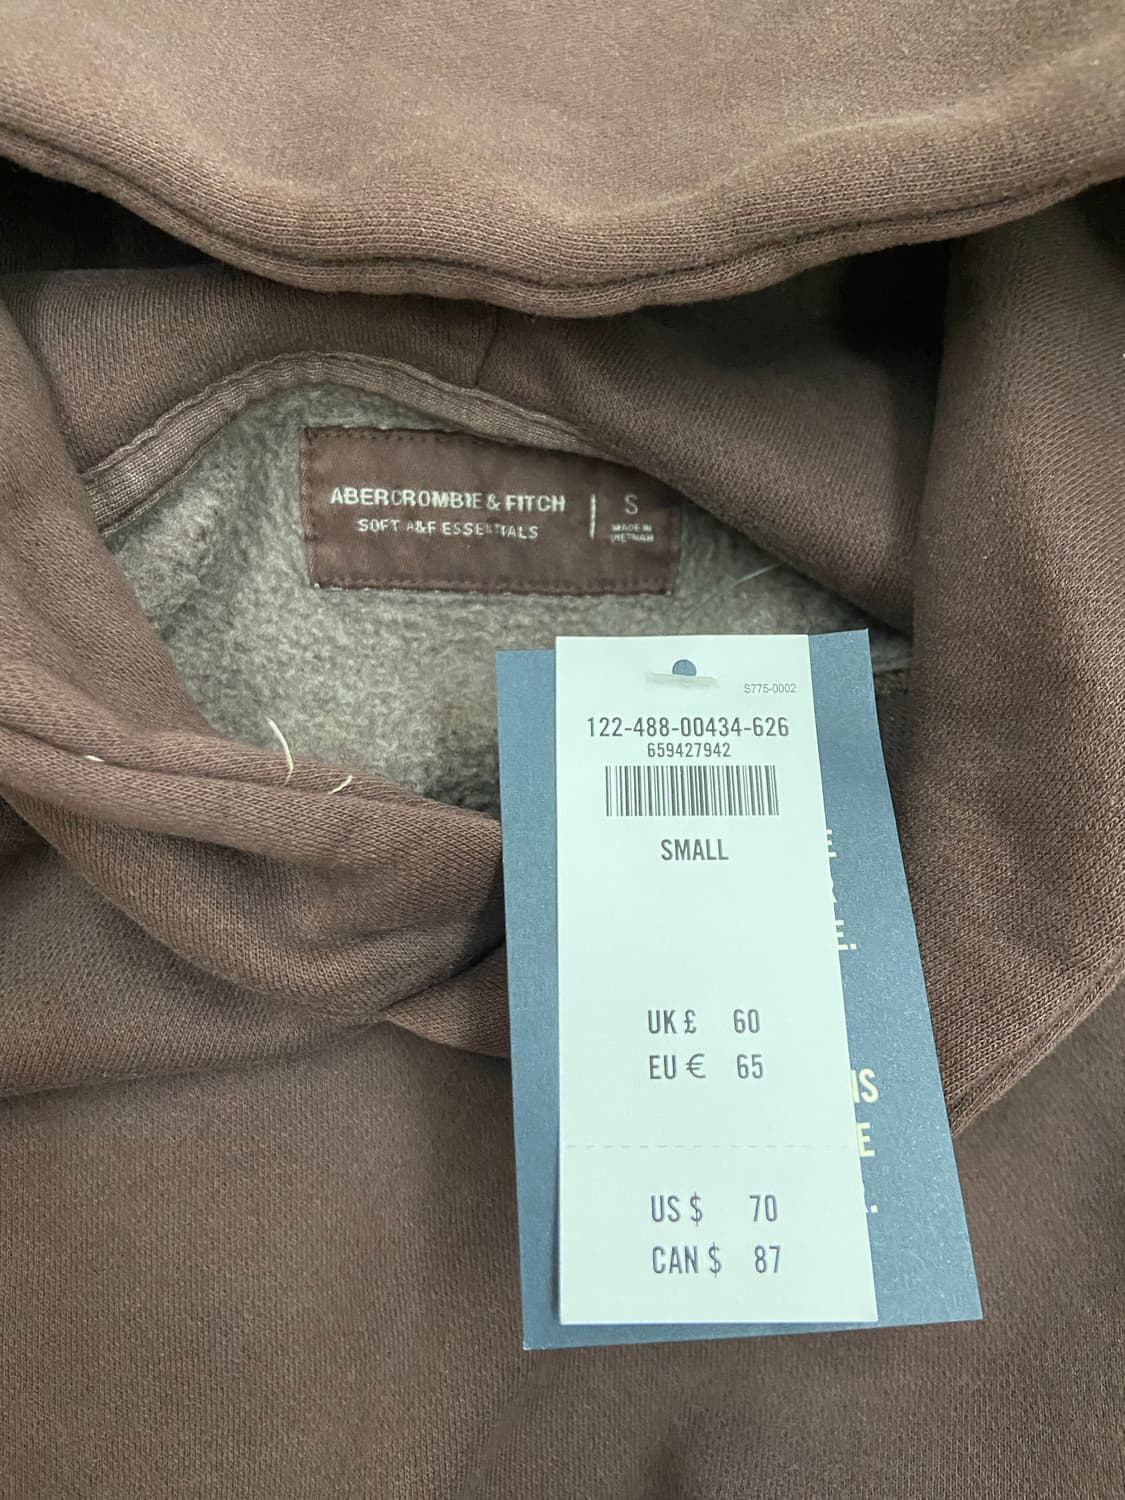 ABERCROMBIE & FITCH
SOFT A&F ESSENTIALS
S
MADE IN
VIETNAM
S775-0002
122-488-00434-626
659427942
SMALL
UK £ 60
EU € 65
US $ 70
CAN $ 87
E
E.
IS
E